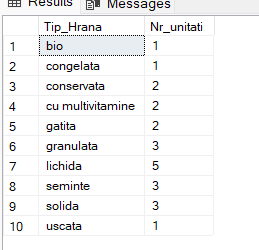 Results Messages
Tip_Hrana Nr_unitati
1 bio 1
2 congelata 1
3 conservata 2
4 cu multivitamine 2
5 gatita 2
6 granulata 3
7 lichida 5
8 seminte 3
9 solida 3
10 uscata 1